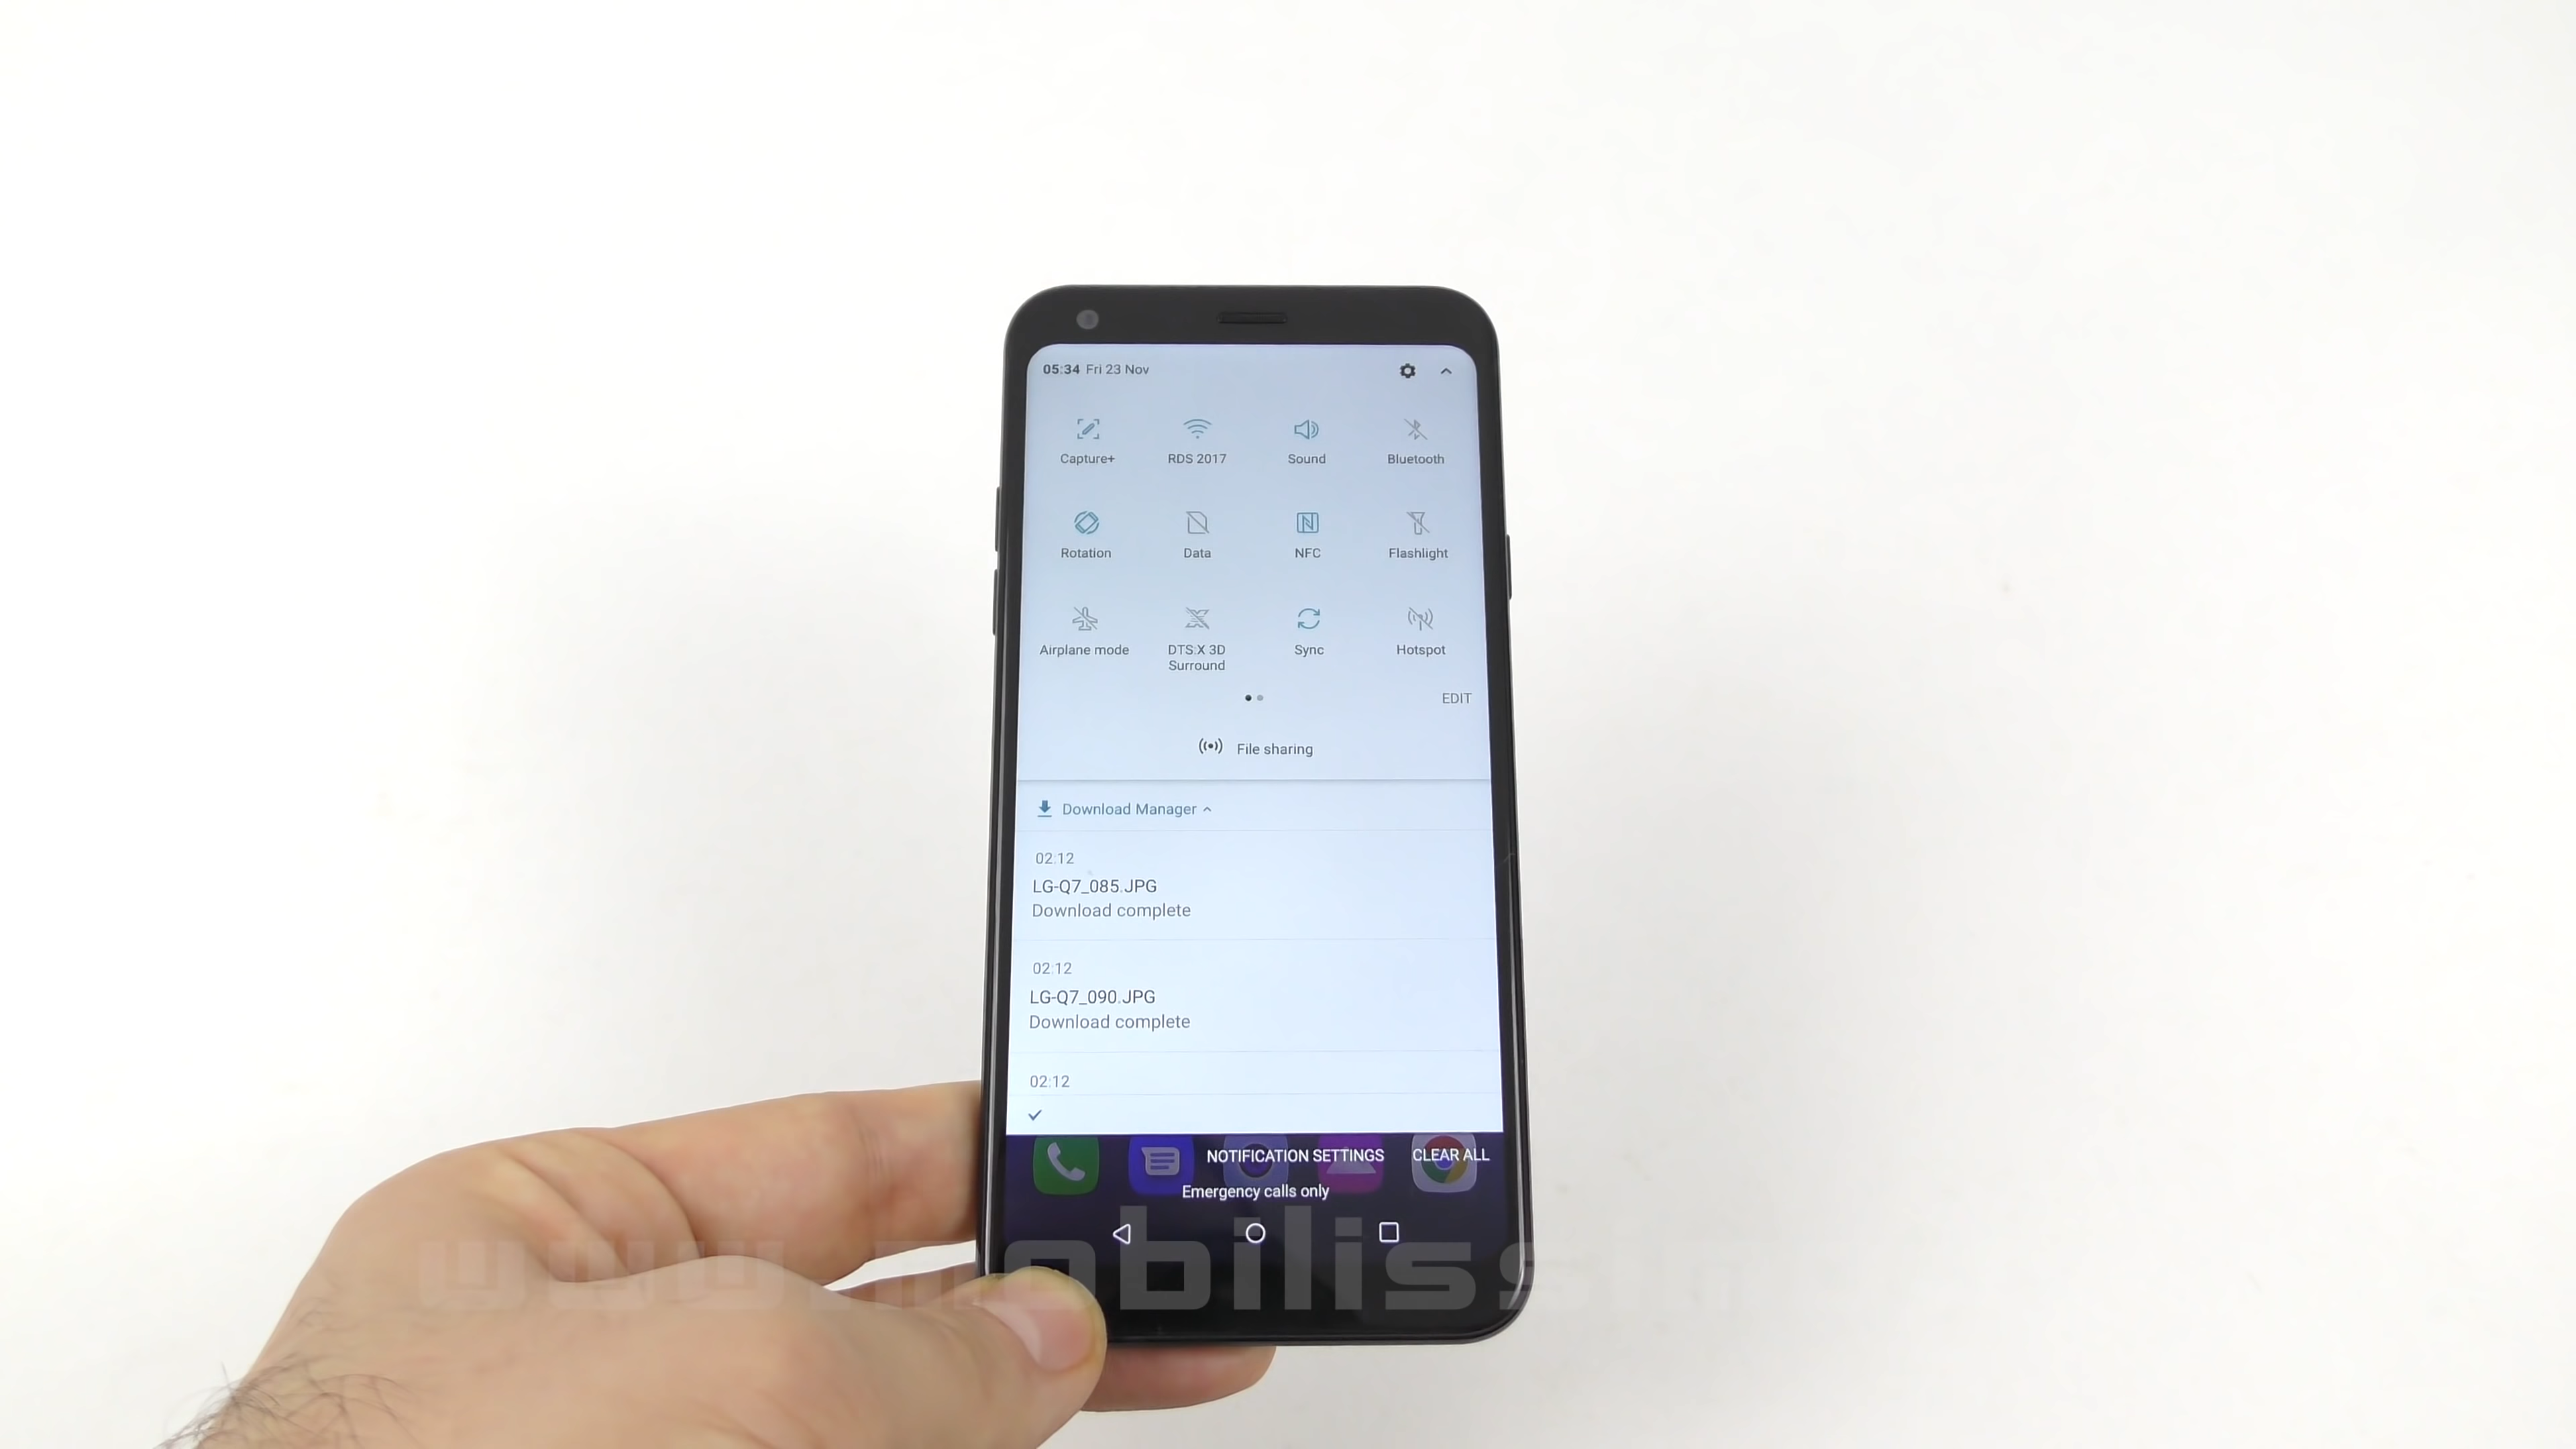 05:34 Fri 23 Nov
Capture+ RDS 2017 Sound Bluetooth
Rotation Data NFC Flashlight
Airplane mode DTS:X 3D Surround Sync Hotspot
EDIT
File sharing
Download Manager
02:12
LG-Q7_085.JPG
Download complete
02:12
LG-Q7_090.JPG
Download complete
02:12
NOTIFICATION SETTINGS CLEAR ALL
Emergency calls only